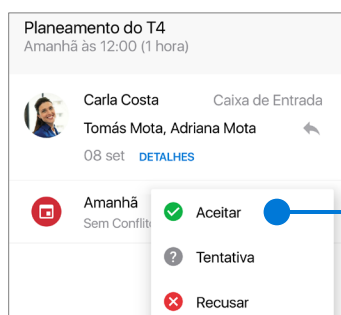 Planeamento do T4
Amanhã às 12:00 (1 hora)
Carla Costa Caixa de Entrada
Tomás Mota, Adriana Mota
08 set DETALHES
Amanhã
Sem Conflit
Aceitar
Tentativa
Recusar